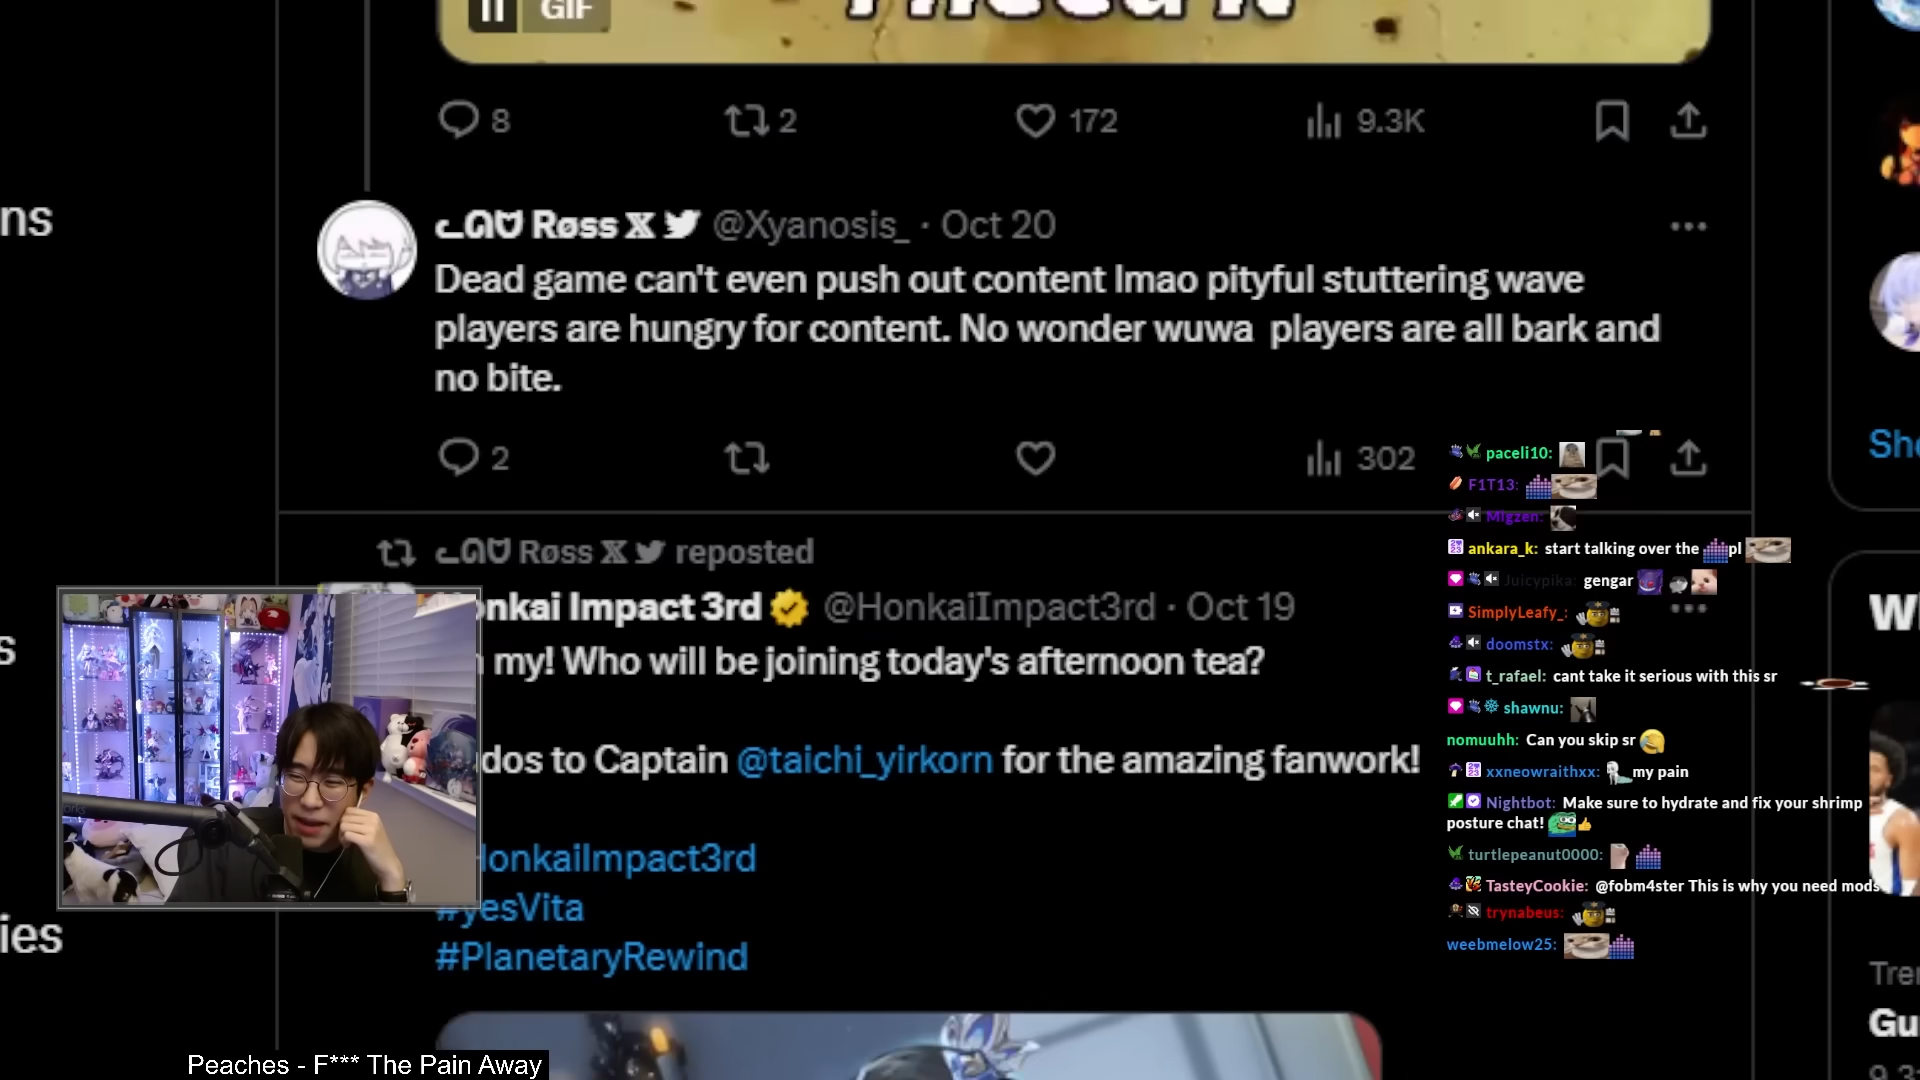 GIF
8 2 172 9.3K
ns
Røss 𝕏 @Xyanosis_ · Oct 20
Dead game can't even push out content lmao pityful stuttering wave
players are hungry for content. No wonder wuwa players are all bark and
no bite.
2 302
Røss 𝕏 reposted
onkai Impact 3rd @HonkaiImpact3rd · Oct 19
my! Who will be joining today's afternoon tea?
dos to Captain @taichi_yirkorn for the amazing fanwork!
HonkaiImpact3rd
#yesVita
#PlanetaryRewind
s
ies
Peaches - F*** The Pain Away
paceli10:
F1T13:
Migzen:
ankara_k: start talking over the pl
Juicypika: gengar
SimplyLeafy_:
doomstx:
t_rafael: cant take it serious with this sr
shawnu:
nomuuhh: Can you skip sr
xxneowraithxx: my pain
Nightbot: Make sure to hydrate and fix your shrimp
posture chat!
turtlepeanut0000:
TasteyCookie: @fobm4ster This is why you need mods
trynabeus:
weebmelow25:
Sho
W
Tre
Gu